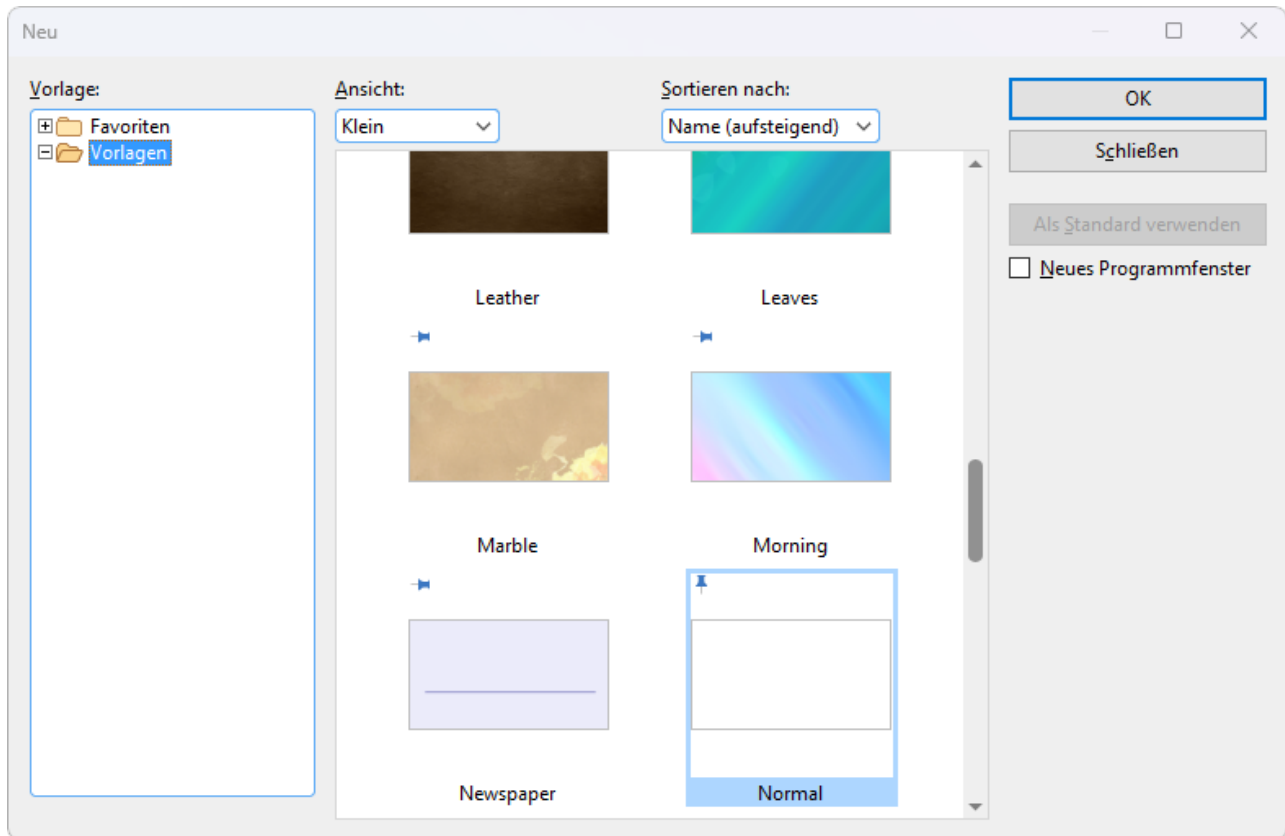 Neu
Vorlage:
Favoriten
Vorlagen
Ansicht:
Klein
Sortieren nach:
Name (aufsteigend)
Leather
Leaves
Marble
Morning
Newspaper
Normal
OK
Schließen
Als Standard verwenden
Neues Programmfenster